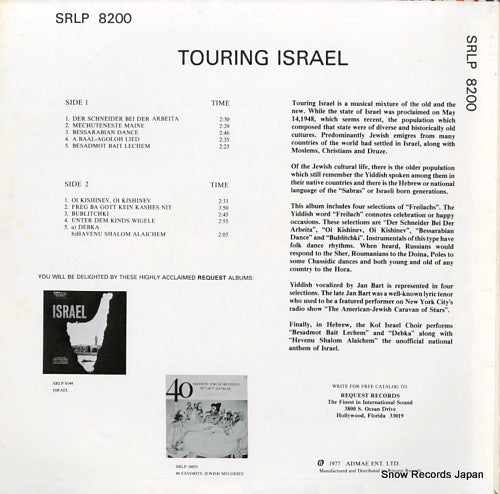 SRLP 8200
SRLP 8200
TOURING ISRAEL
SIDE 1 TIME
1. DER SCHNEIDER BEI DER ARBEITA 2:30
2. MECHUTENESTE MAINE 2:29
3. BESSARABIAN DANCE 2:46
4. A BAAL-AGOLOH LIED 2:35
5. BESADMOT BAIT LECHEM 2:23
SIDE 2 TIME
1. OI KISHINEV, OI KISHINEV 2:31
2. FREG BA GOTT KEIN KASHES NIT 3:50
3. BUBLITCHKI 2:45
4. UNTER DEM KINDS WIGELE 2:55
5. a) DEBKA
b)HAVENU SHALOM ALAICHEM 2:05
YOU WILL BE DELIGHTED BY THESE HIGHLY ACCLAIMED REQUEST ALBUMS:
ISRAEL
SRLP 8144
ISRAEL
40
SRLP
40 FAVORITE JEWISH MELODIES
Touring Israel is a musical mixture of the old and the
new. While the state of Israel was proclaimed on May
14,1948, which seems recent, the population which
composed that state were of diverse and historically old
cultures. Predominantly Jewish emigres from many
countries of the world had settled in Israel, along with
Moslems, Christians and Druze.
Of the Jewish cultural life, there is the older population
which still remember the Yiddish spoken among them in
their native countries and there is the Hebrew or national
language of the "Sabras" or Israeli born generations.
This album includes four selections of "Freilachs". The
Yiddish word "Freilach" connotes celebration or happy
occasions. These selections are "Der Schneider Bei Der
Arbeita", "Oi Kishinev, Oi Kishinev", "Bessarabian
Dance" and "Bublitchki". Instrumentals of this type have
folk dance rhythms. When heard, Russians would
respond to the Sher, Roumanians to the Doina, Poles to
some Chassidic dances and both young and old of any
country to the Hora.
Yiddish vocalized by Jan Bart is represented in four
selections. The late Jan Bart was a well-known lyric tenor
who used to be a featured performer on New York City's
radio show "The American-Jewish Caravan of Stars".
Finally, in Hebrew, the Kol Israel Choir performs
"Besadmot Bait Lechem" and "Debka" along with
"Hevenu Shalom Alaichem" the unofficial national
anthem of Israel.
WRITE FOR FREE CATALOG TO
REQUEST RECORDS
The Finest in International Sound
3800 S. Ocean Drive
Hollywood, Florida 33019
℗ 1977 ADMAE ENT. LTD.
Manufactured and Distributed by Request Records
Show Records Japan
show-recordscom